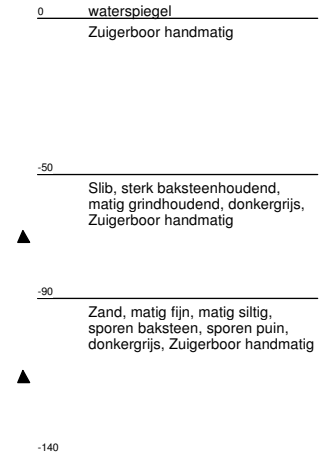 0 waterspiegel
Zuigerboor handmatig
-50
Slib, sterk baksteenhoudend,
matig grindhoudend, donkergrijs,
Zuigerboor handmatig
-90
Zand, matig fijn, matig siltig,
sporen baksteen, sporen puin,
donkergrijs, Zuigerboor handmatig
-140